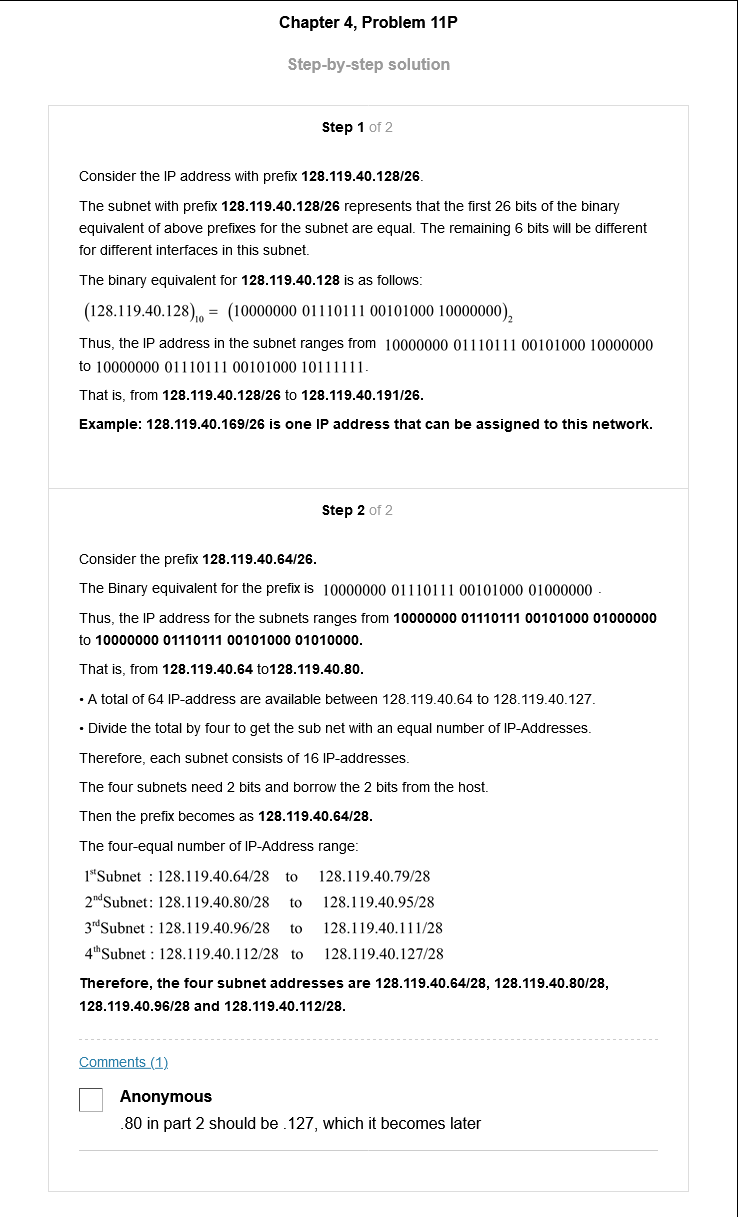 Chapter 4, Problem 11P
Step-by-step solution
Step 1 of 2
Consider the IP address with prefix 128.119.40.128/26.
The subnet with prefix 128.119.40.128/26 represents that the first 26 bits of the binary
equivalent of above prefixes for the subnet are equal. The remaining 6 bits will be different
for different interfaces in this subnet.
The binary equivalent for 128.119.40.128 is as follows:
(128.119.40.128)₁₀ = (10000000 01110111 00101000 10000000)₂
Thus, the IP address in the subnet ranges from 10000000 01110111 00101000 10000000
to 10000000 01110111 00101000 10111111.
That is, from 128.119.40.128/26 to 128.119.40.191/26.
Example: 128.119.40.169/26 is one IP address that can be assigned to this network.
Step 2 of 2
Consider the prefix 128.119.40.64/26.
The Binary equivalent for the prefix is 10000000 01110111 00101000 01000000 .
Thus, the IP address for the subnets ranges from 10000000 01110111 00101000 01000000
to 10000000 01110111 00101000 01010000.
That is, from 128.119.40.64 to128.119.40.80.
• A total of 64 IP-address are available between 128.119.40.64 to 128.119.40.127.
• Divide the total by four to get the sub net with an equal number of IP-Addresses.
Therefore, each subnet consists of 16 IP-addresses.
The four subnets need 2 bits and borrow the 2 bits from the host.
Then the prefix becomes as 128.119.40.64/28.
The four-equal number of IP-Address range:
1ˢᵗSubnet : 128.119.40.64/28 to 128.119.40.79/28
2ⁿᵈSubnet: 128.119.40.80/28 to 128.119.40.95/28
3ʳᵈSubnet : 128.119.40.96/28 to 128.119.40.111/28
4ᵗʰSubnet : 128.119.40.112/28 to 128.119.40.127/28
Therefore, the four subnet addresses are 128.119.40.64/28, 128.119.40.80/28,
128.119.40.96/28 and 128.119.40.112/28.
Comments (1)
Anonymous
.80 in part 2 should be .127, which it becomes later